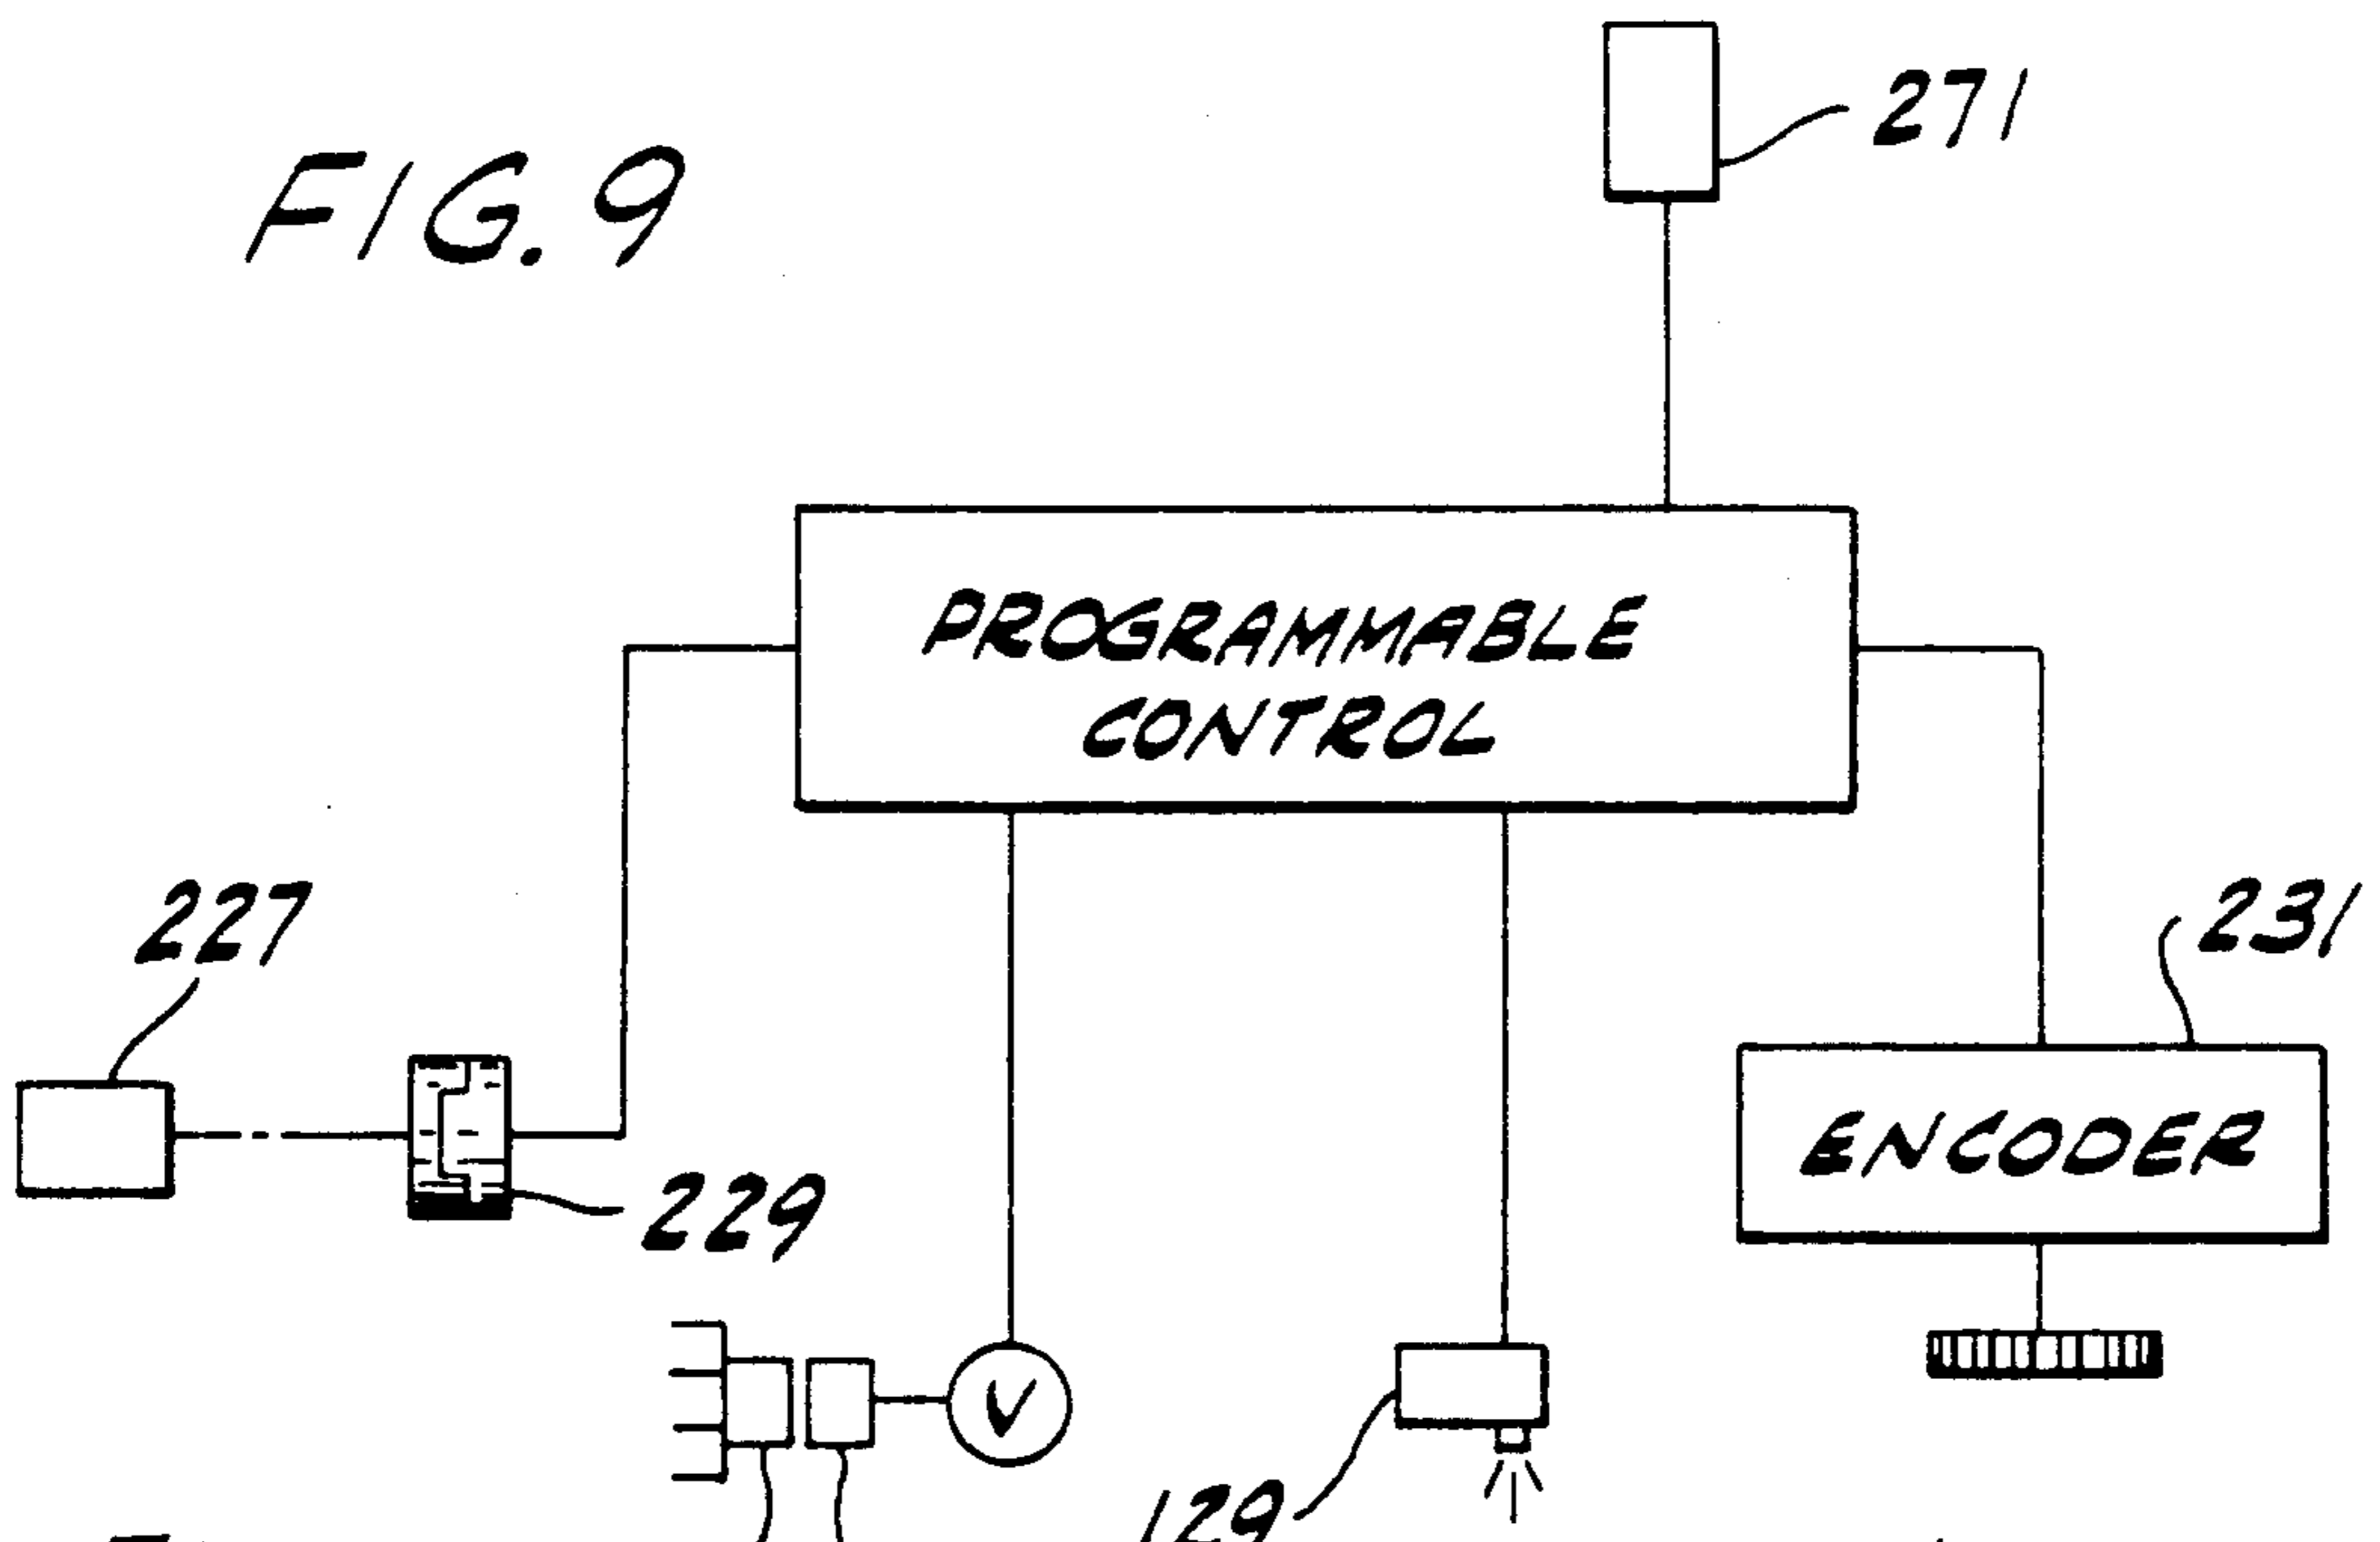 271
FIG. 9
PROGRAMMABLE
CONTROL
227
231
229
ENCODER
V
129